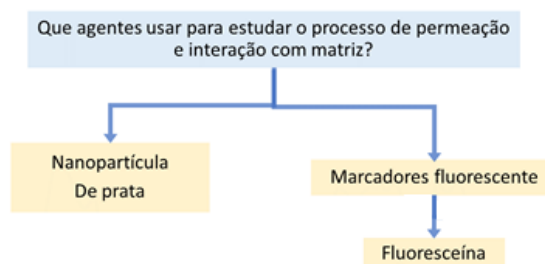 Que agentes usar para estudar o processo de permeação
e interação com matriz?
Nanopartícula
De prata
Marcadores fluorescente
Fluoresceína